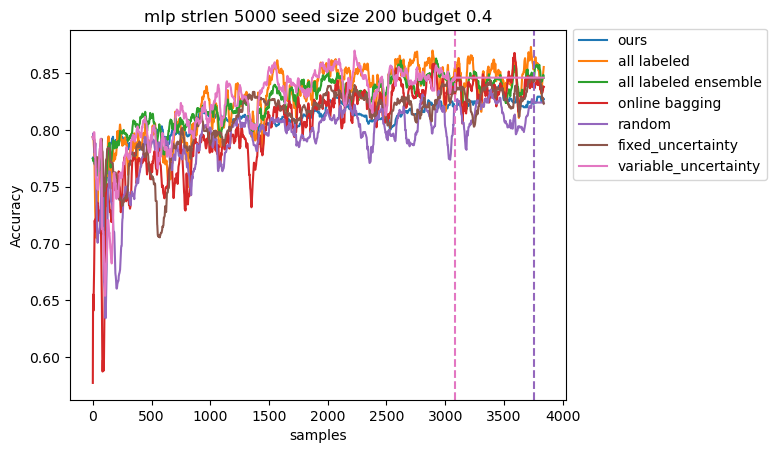 mlp strlen 5000 seed size 200 budget 0.4
ours
all labeled
all labeled ensemble
online bagging
random
fixed_uncertainty
variable_uncertainty
Accuracy
0.85
0.80
0.75
0.70
0.65
0.60
0 500 1000 1500 2000 2500 3000 3500 4000
samples